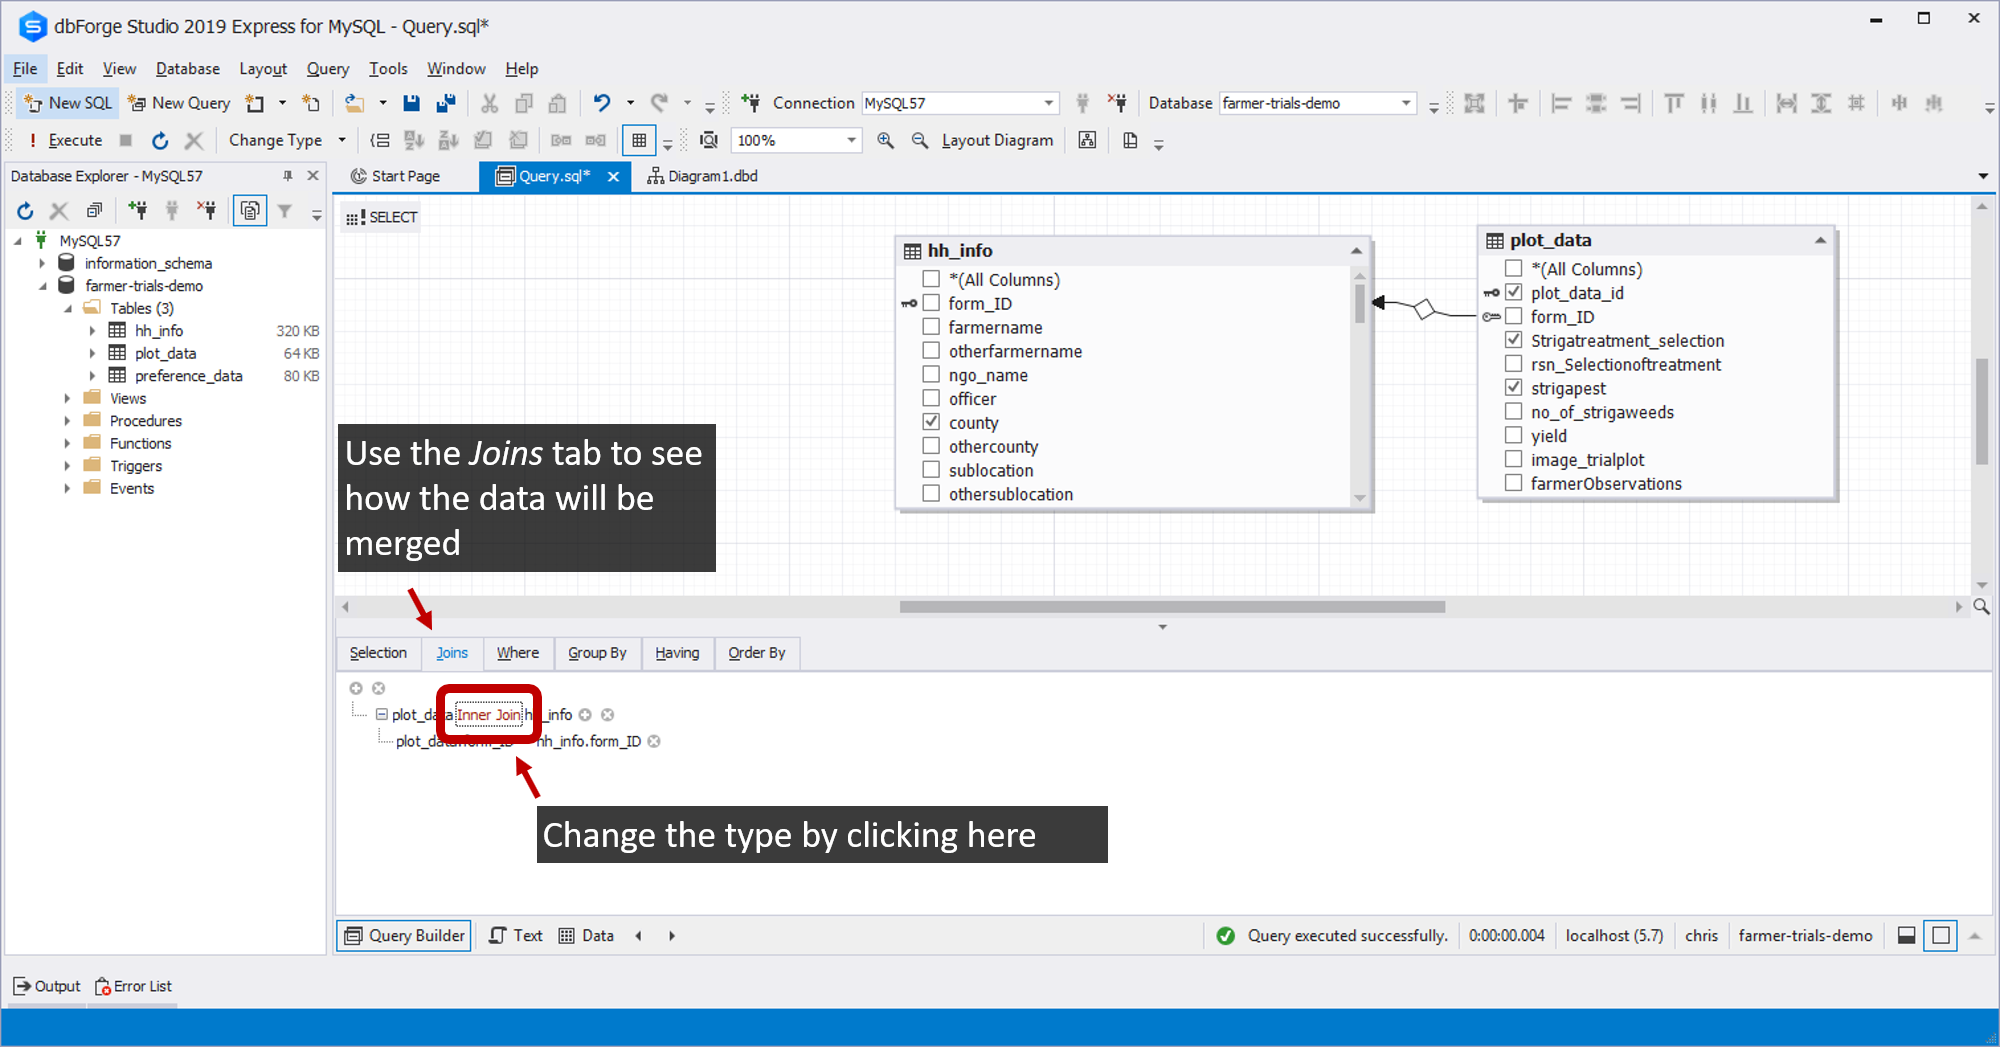 dbForge Studio 2019 Express for MySQL - Query.sql*
File Edit View Database Layout Query Tools Window Help
New SQL New Query Connection MySQL57 Database farmer-trials-demo
! Execute Change Type 100% Layout Diagram
Database Explorer - MySQL57
Start Page Query.sql* Diagram1.dbd
MySQL57
information_schema
farmer-trials-demo
Tables (3)
hh_info 320 KB
plot_data 64 KB
preference_data 80 KB
Views
Procedures
Functions
Triggers
Events
SELECT
hh_info
*(All Columns)
form_ID
farmername
otherfarmername
ngo_name
officer
county
othercounty
sublocation
othersublocation
plot_data
*(All Columns)
plot_data_id
form_ID
Strigatreatment_selection
rsn_Selectionoftreatment
strigapest
no_of_strigaweeds
yield
image_trialplot
farmerObservations
Use the Joins tab to see
how the data will be
merged
Selection Joins Where Group By Having Order By
Inner Join
hh_info.form_ID
Change the type by clicking here
Query Builder Text Data
Query executed successfully. 0:00:00.004 localhost (5.7) chris farmer-trials-demo
Output Error List